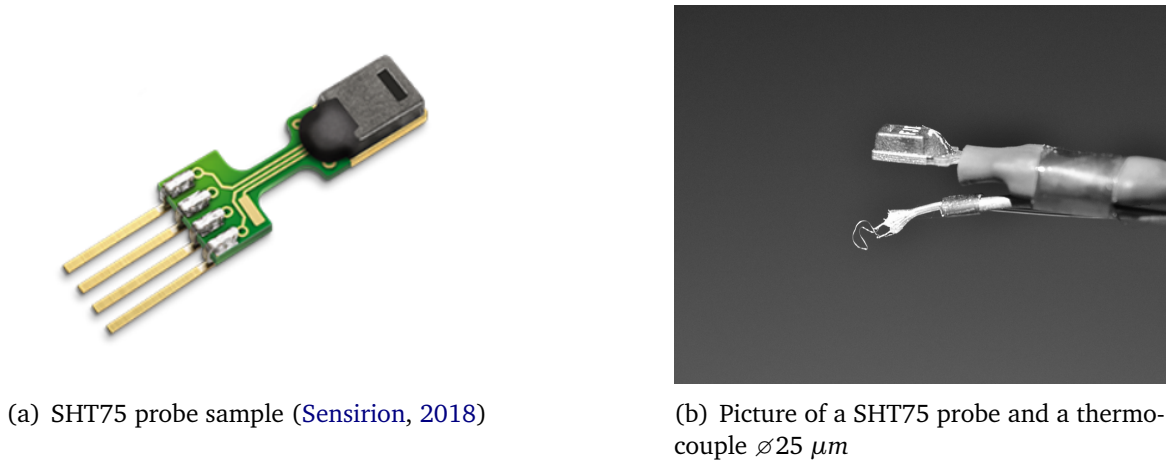 (a) SHT75 probe sample (Sensirion, 2018)
(b) Picture of a SHT75 probe and a thermo-
couple ⌀25 μm